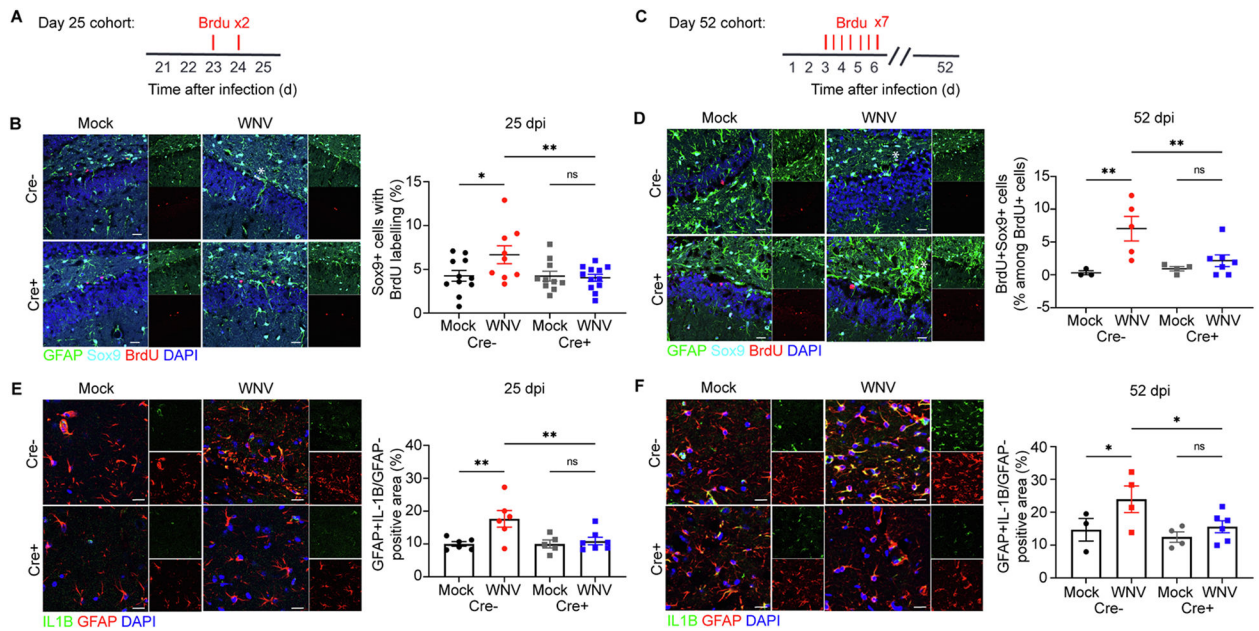 A
Day 25 cohort:
Brdu x2
21 22 23 24 25
Time after infection (d)
C
Day 52 cohort:
Brdu x7
1 2 3 4 5 6 52
Time after infection (d)
B
Mock WNV
Cre-
Cre+
*
GFAP Sox9 BrdU DAPI
25 dpi
Sox9+ cells with
BrdU labelling (%)
20
15
10
5
0
**
* ns
Mock WNV Mock WNV
Cre- Cre+
D
Mock WNV
Cre-
Cre+
*
GFAP Sox9 BrdU DAPI
52 dpi
BrdU+Sox9+ cells
(% among BrdU+ cells)
15
10
5
0
-5
**
** ns
Mock WNV Mock WNV
Cre- Cre+
E
Mock WNV
Cre-
Cre+
IL1B GFAP DAPI
25 dpi
GFAP+IL-1B/GFAP-
positive area (%)
40
30
20
10
0
**
** ns
Mock WNV Mock WNV
Cre- Cre+
F
Mock WNV
Cre-
Cre+
IL1B GFAP DAPI
52 dpi
GFAP+IL-1B/GFAP-
positive area (%)
40
30
20
10
0
*
* ns
Mock WNV Mock WNV
Cre- Cre+